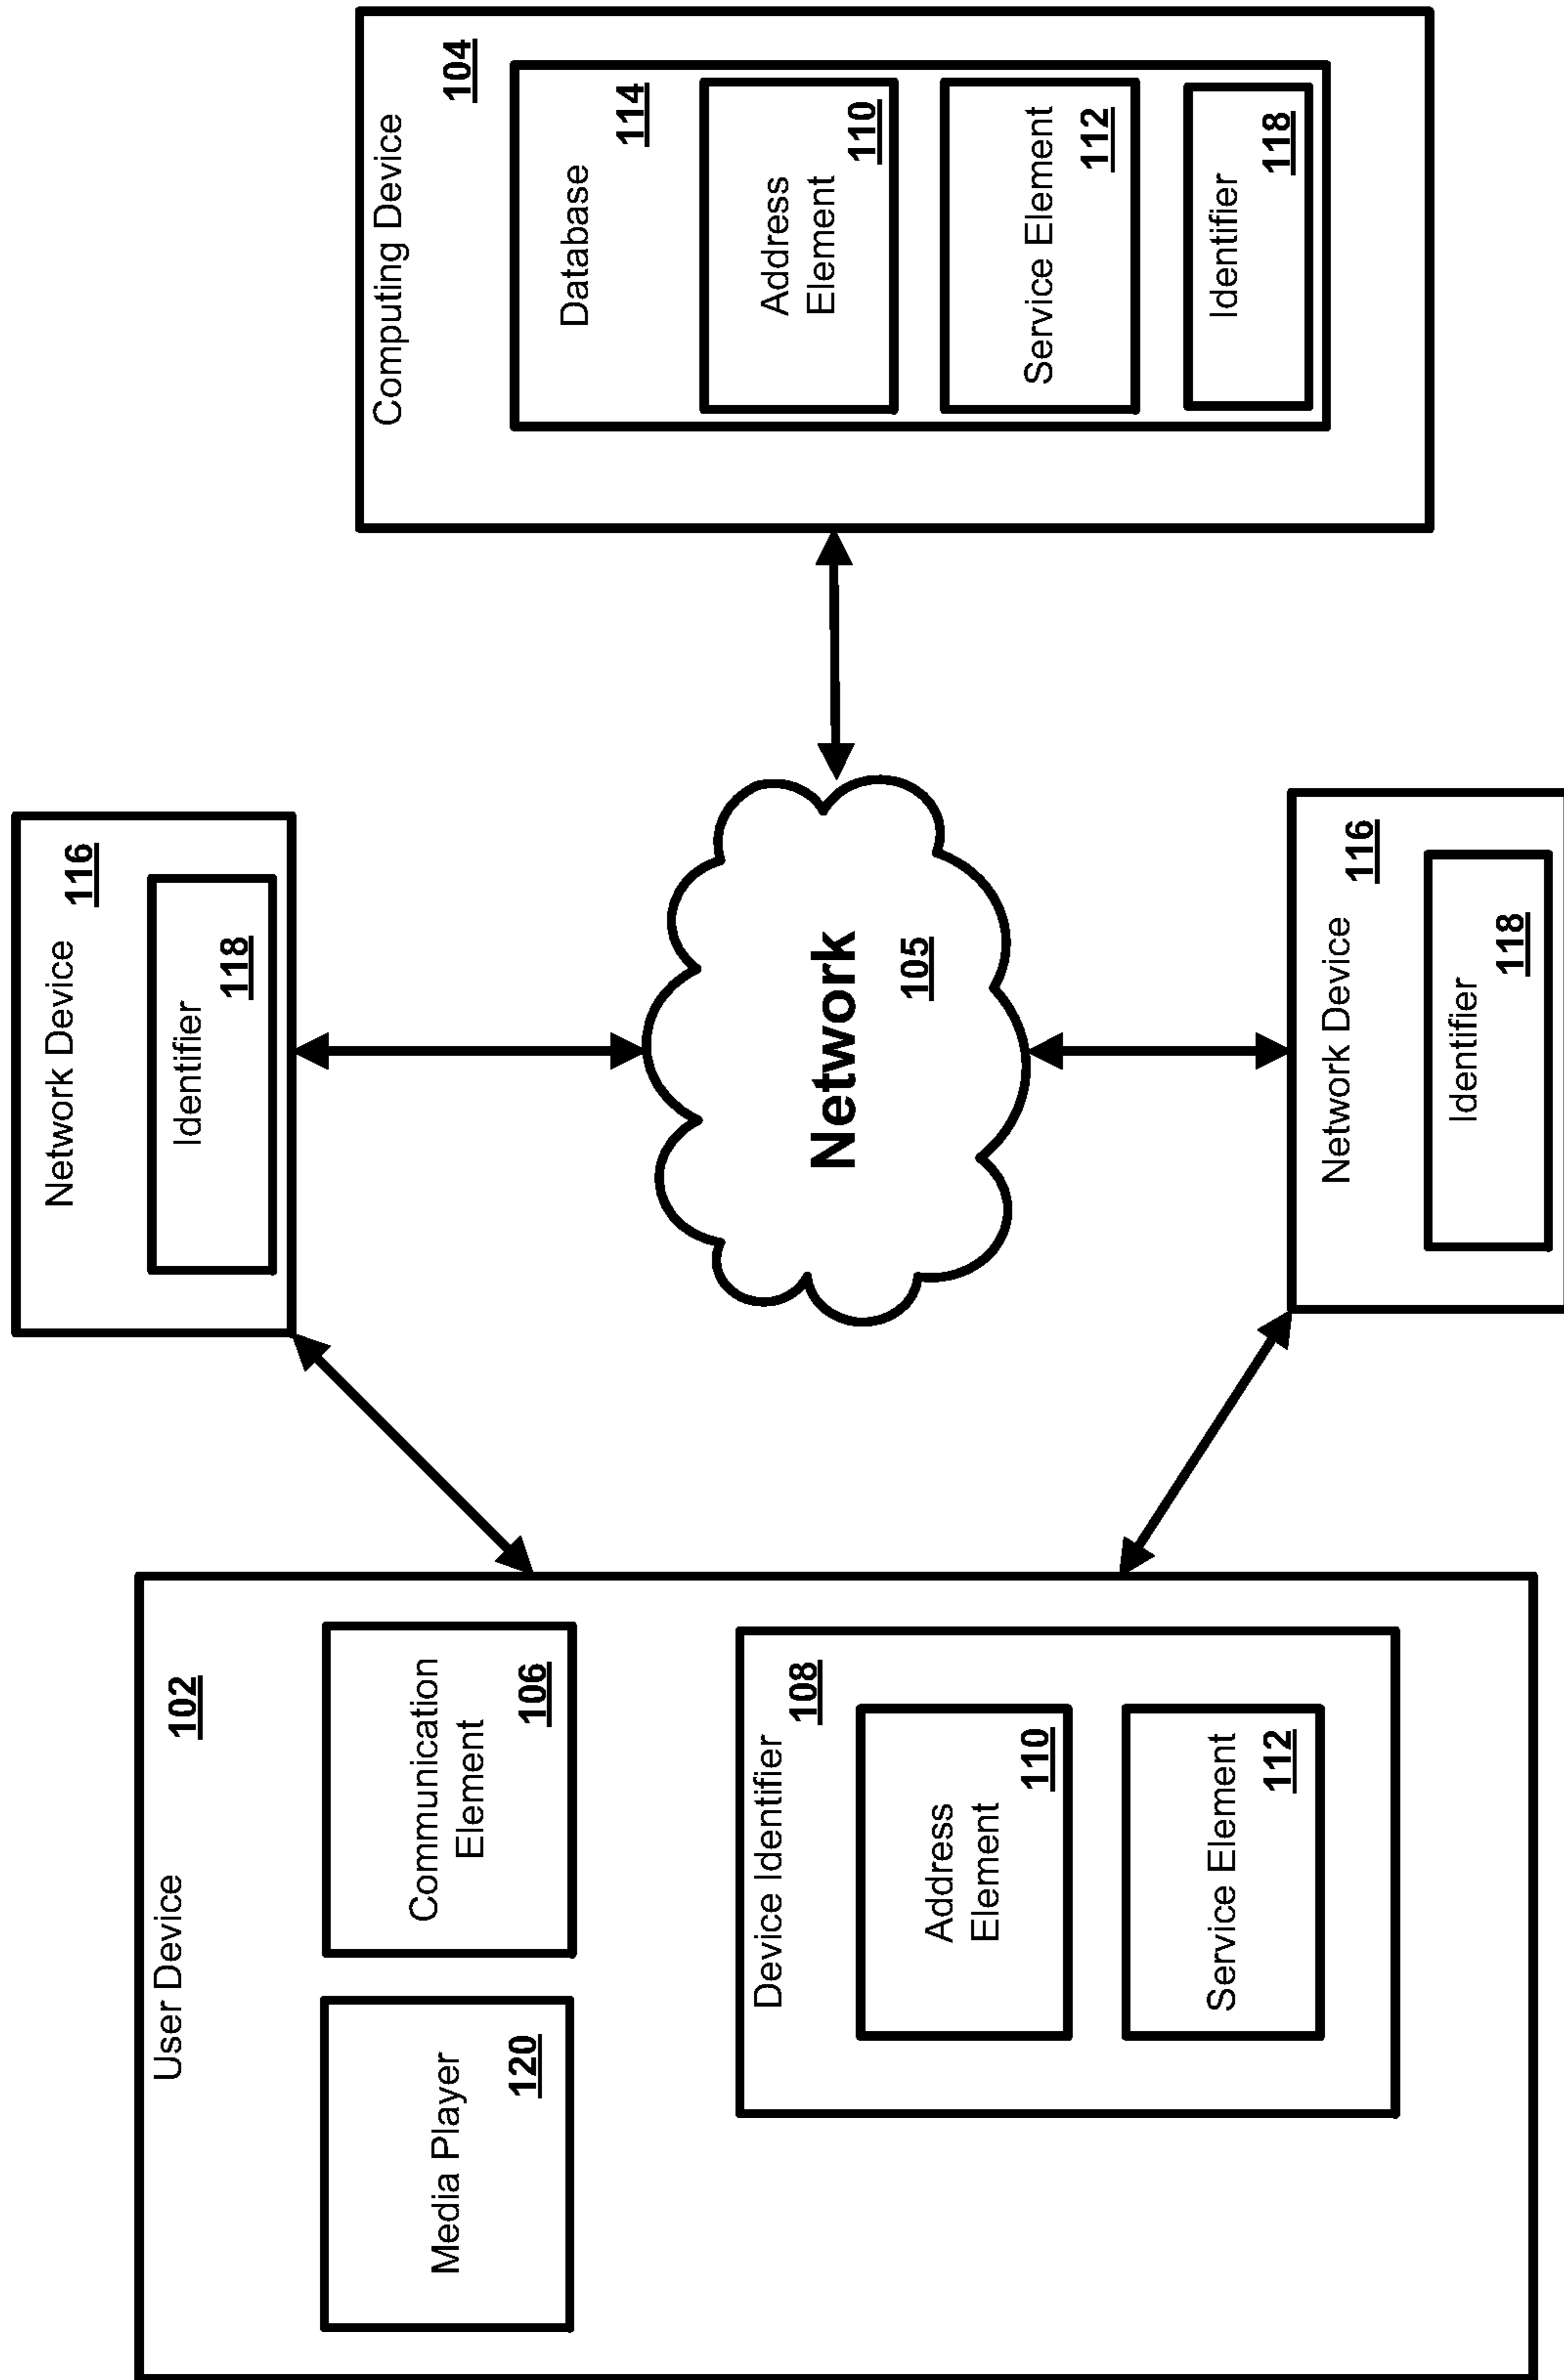 User Device
102
Media Player
120
Communication
Element
106
Device Identifier
108
Address
Element
110
Service Element
112
Network Device
116
Identifier
118
Network
105
Network Device
116
Identifier
118
Computing Device
104
Database
114
Address
Element
110
Service Element
112
Identifier
118